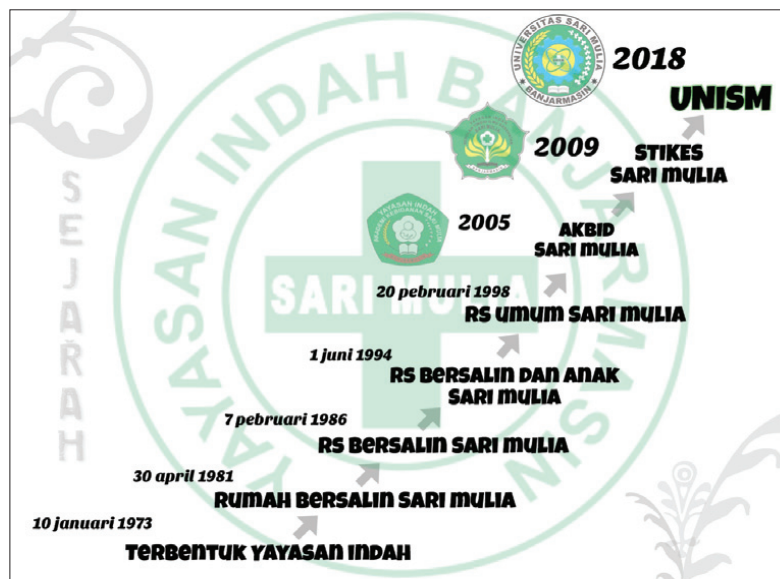 SEJARAH
YAYASAN INDAH BANJARMASIN
SARI MULIA
UNIVERSITAS SARI MULIA
BANJARMASIN
2018
UNISM
2009
STIKES
SARI MULIA
YAYASAN INDAH
2005
AKBID
SARI MULIA
20 pebruari 1998
RS UMUM SARI MULIA
1 juni 1994
RS BERSALIN DAN ANAK
SARI MULIA
7 pebruari 1986
RS BERSALIN SARI MULIA
30 april 1981
RUMAH BERSALIN SARI MULIA
10 januari 1973
TERBENTUK YAYASAN INDAH